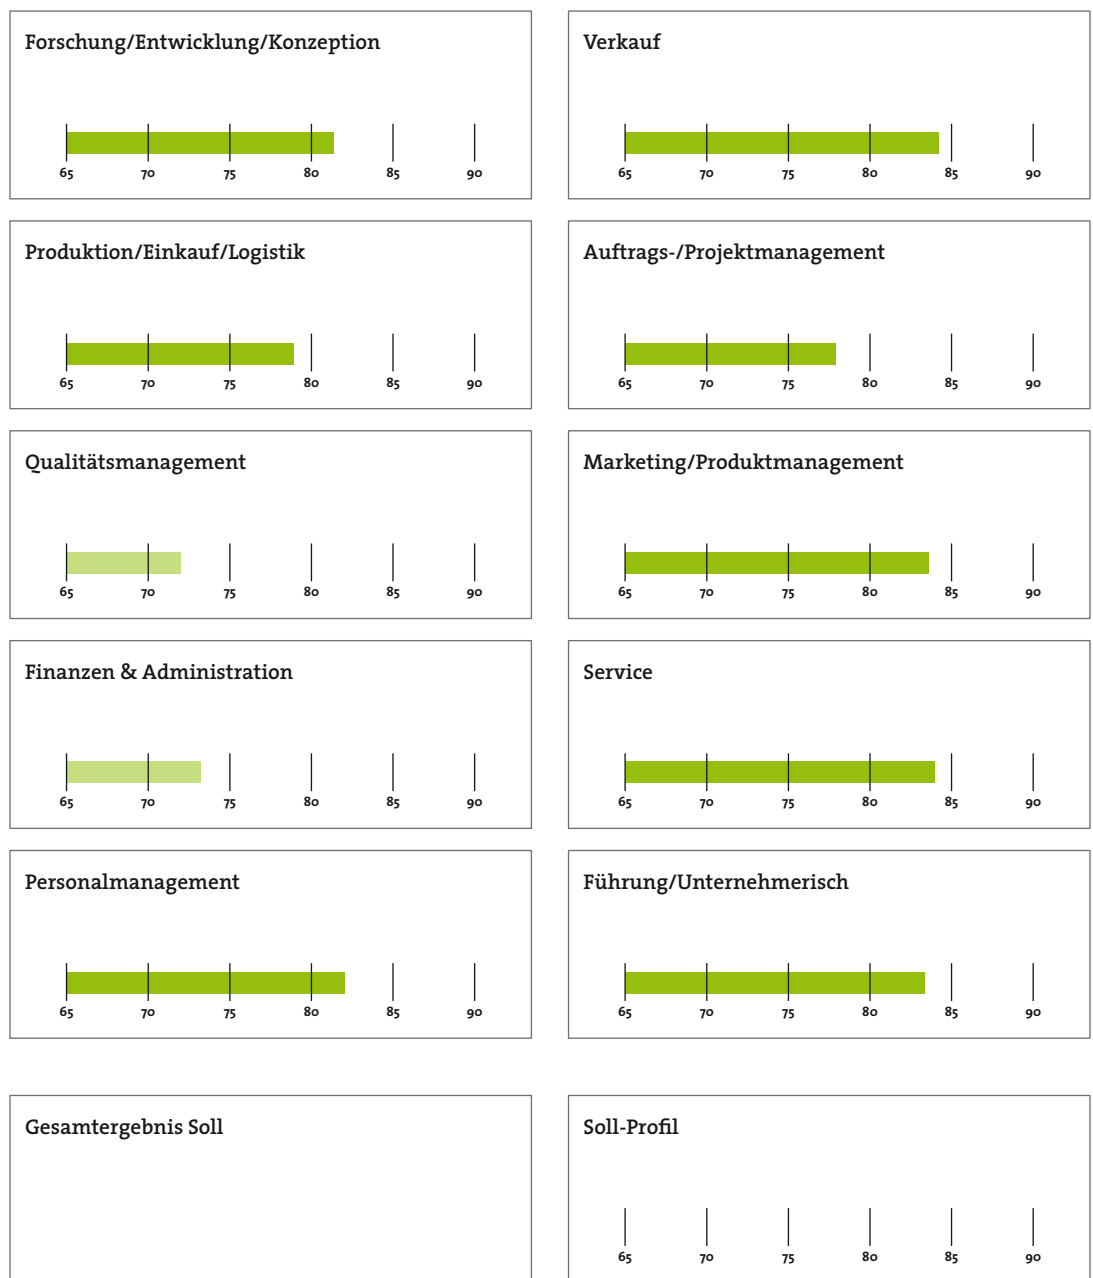 Forschung/Entwicklung/Konzeption
65 70 75 80 85 90
Verkauf
65 70 75 80 85 90
Produktion/Einkauf/Logistik
65 70 75 80 85 90
Auftrags-/Projektmanagement
65 70 75 80 85 90
Qualitätsmanagement
65 70 75 80 85 90
Marketing/Produktmanagement
65 70 75 80 85 90
Finanzen & Administration
65 70 75 80 85 90
Service
65 70 75 80 85 90
Personalmanagement
65 70 75 80 85 90
Führung/Unternehmerisch
65 70 75 80 85 90
Gesamtergebnis Soll
Soll-Profil
65 70 75 80 85 90